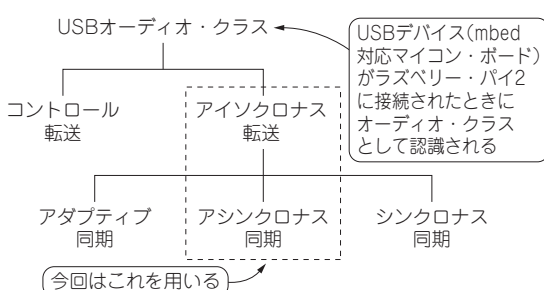 USBオーディオ・クラス
USBデバイス(mbed
対応マイコン・ボード)
がラズベリー・パイ2
に接続されたときに
オーディオ・クラス
として認識される
コントロール
転送
アイソクロナス
転送
アダプティブ
同期
アシンクロナス
同期
シンクロナス
同期
今回はこれを用いる